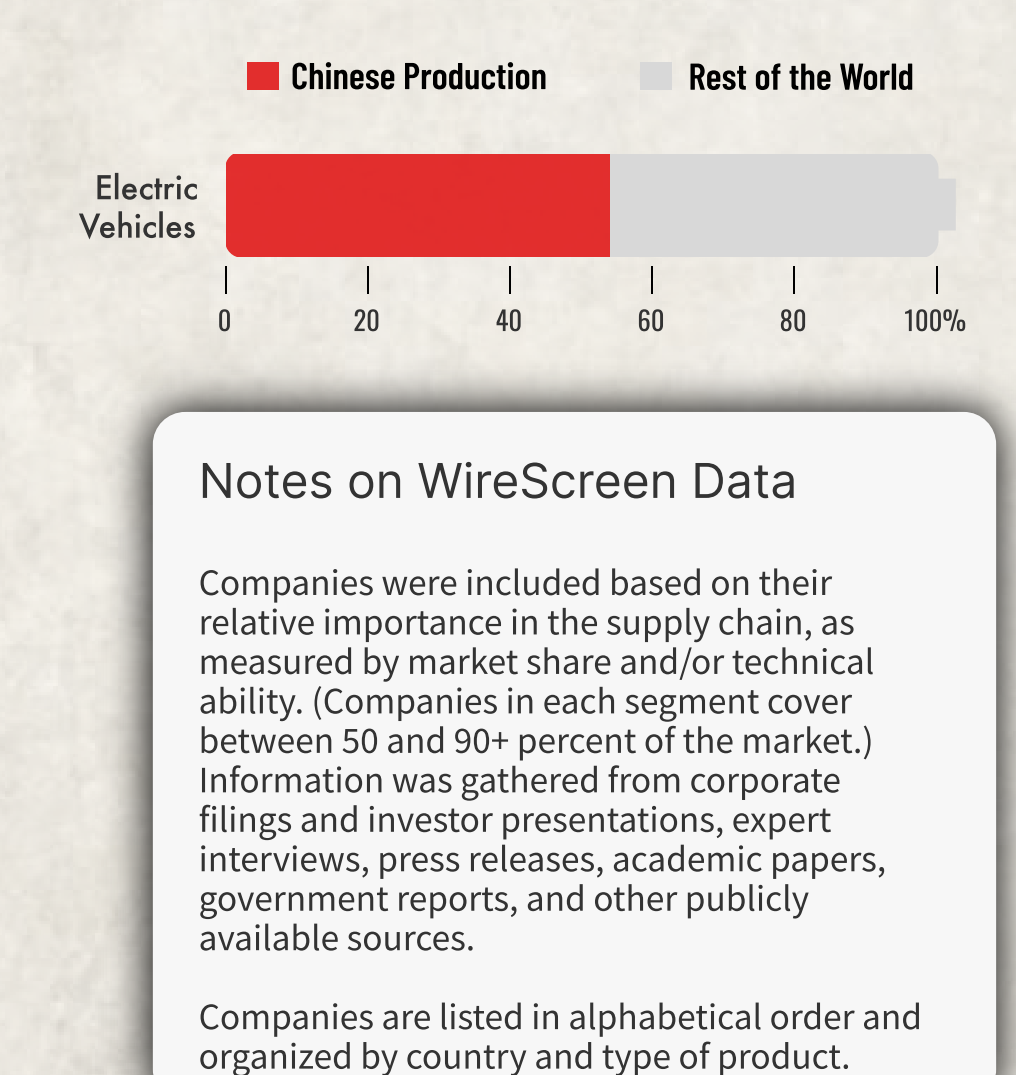 Chinese Production Rest of the World
Electric
Vehicles
0 20 40 60 80 100%
Notes on WireScreen Data
Companies were included based on their
relative importance in the supply chain, as
measured by market share and/or technical
ability. (Companies in each segment cover
between 50 and 90+ percent of the market.)
Information was gathered from corporate
filings and investor presentations, expert
interviews, press releases, academic papers,
government reports, and other publicly
available sources.
Companies are listed in alphabetical order and
organized by country and type of product.